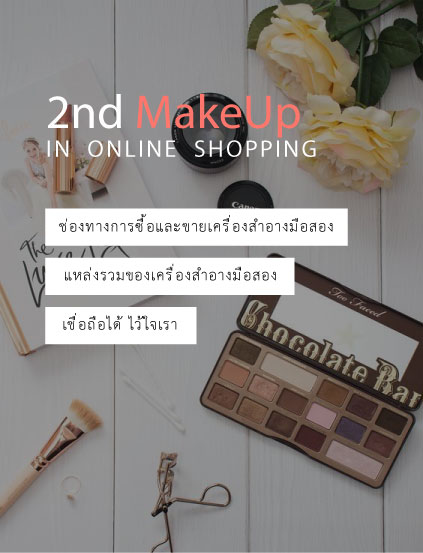 2nd MakeUp
IN ONLINE SHOPPING
Canon
ช่องทางการซื้อและขายเครื่องสำอางมือสอง
แหล่งรวมของเครื่องสำอางมือสอง
The
เชื่อถือได้ ไว้ใจเรา
Too Faced
Chocolate Bar